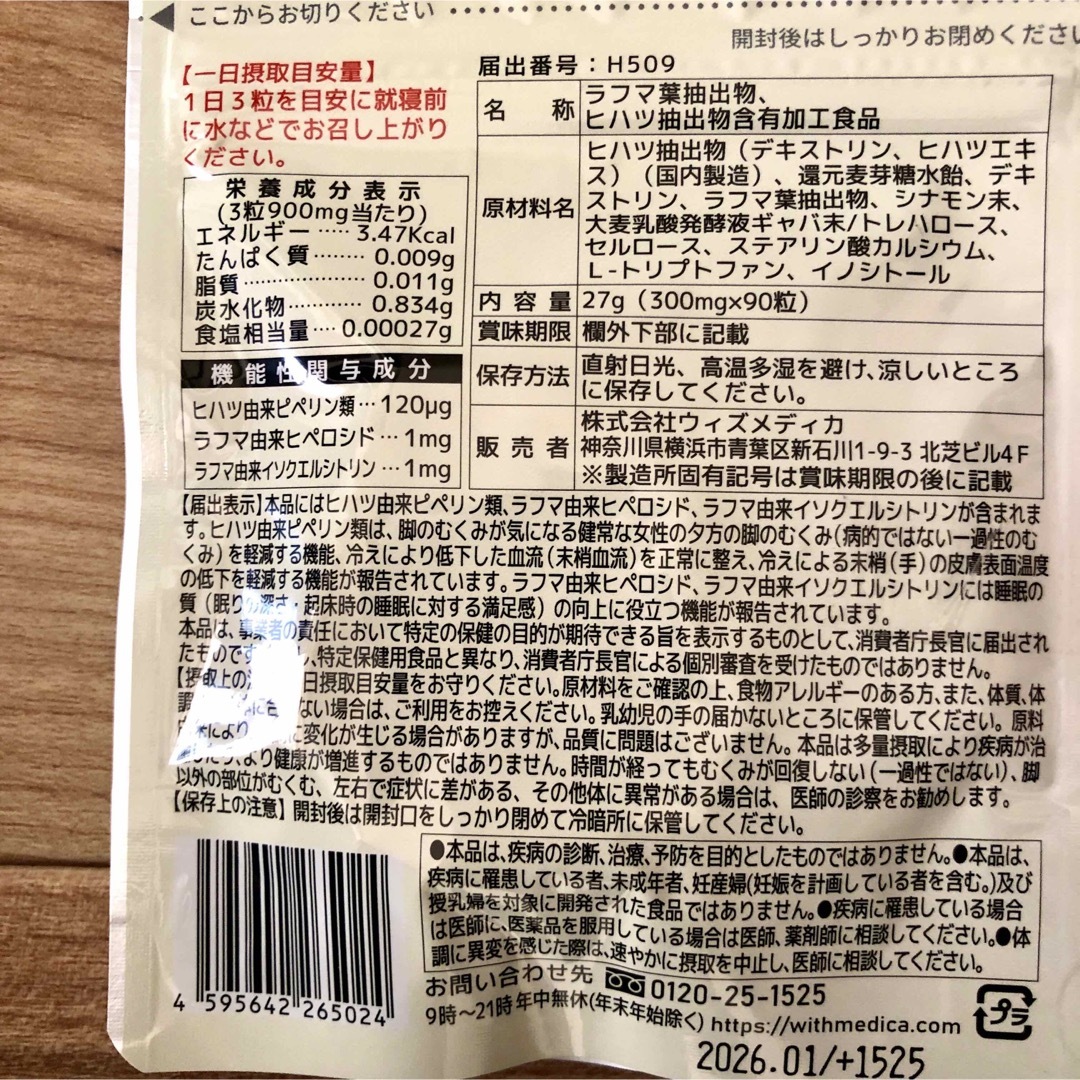 ここからお切りください
開封後はしっかりお閉めくださ
【一日摂取目安量】
1日3粒を目安に就寝前
に水などでお召し上がり
ください。
栄養成分表示
(3粒900mg当たり)
エネルギー ····· 3.47Kcal
たんぱく質 ········ 0.009g
脂質 ················ 0.011g
炭水化物 ············ 0.834g
食塩相当量 ···· 0.00027g
機能性関与成分
ヒハツ由来ピペリン類 ··· 120μg
ラフマ由来ヒペロシド ··· 1mg
ラフマ由来イソクエルシトリン ··· 1mg
届出番号：H509
名称 ラフマ葉抽出物、
ヒハツ抽出物含有加工食品
原材料名 ヒハツ抽出物（デキストリン、ヒハツエキ
ス）（国内製造）、還元麦芽糖水飴、デキ
ストリン、ラフマ葉抽出物、シナモン末、
大麦乳酸発酵液ギャバ末/トレハロース、
セルロース、ステアリン酸カルシウム、
L-トリプトファン、イノシトール
内容量 27g（300mg×90粒）
賞味期限 欄外下部に記載
保存方法 直射日光、高温多湿を避け、涼しいところ
に保存してください。
販売者 株式会社ウィズメディカ
神奈川県横浜市青葉区新石川1-9-3 北芝ビル4F
※製造所固有記号は賞味期限の後に記載
【届出表示】本品にはヒハツ由来ピペリン類、ラフマ由来ヒペロシド、ラフマ由来イソクエルシトリンが含まれま
す。ヒハツ由来ピペリン類は、脚のむくみが気になる健常な女性の夕方の脚のむくみ（病的ではない一過性のむ
くみ）を軽減する機能、冷えにより低下した血流（末梢血流）を正常に整え、冷えによる末梢（手）の皮膚表面温度
の低下を軽減する機能が報告されています。ラフマ由来ヒペロシド、ラフマ由来イソクエルシトリンには睡眠の
質（眠りの深さ・起床時の睡眠に対する満足感）の向上に役立つ機能が報告されています。
本品は、事業者の責任において特定の保健の目的が期待できる旨を表示するものとして、消費者庁長官に届出され
たものです 、特定保健用食品と異なり、消費者庁長官による個別審査を受けたものではありません。
【摂取上の 日摂取目安量をお守りください。原材料をご確認の上、食物アレルギーのある方、また、体質、体
調 に合 ない場合は、ご利用をお控えください。乳幼児の手の届かないところに保管してください。 原料
により に変化が生じる場合がありますが、品質に問題はございません。本品は多量摂取により疾病が治
より健康が増進するものではありません。時間が経ってもむくみが回復しない（一過性ではない）、脚
以外の部位がむくむ、左右で症状に差がある、その他体に異常がある場合は、医師の診察をお勧めします。
【保存上の注意】開封後は開封口をしっかり閉めて冷暗所に保管してください。
●本品は、疾病の診断、治療、予防を目的としたものではありません。●本品は、
疾病に罹患している者、未成年者、妊産婦(妊娠を計画している者を含む。)及び
授乳婦を対象に開発された食品ではありません。●疾病に罹患している場合
は医師に、医薬品を服用している場合は医師、薬剤師に相談してください。●体
調に異変を感じた際は、速やかに摂取を中止し、医師に相談してください。
お問い合わせ先 0120-25-1525
9時～21時 年中無休(年末年始除く) https://withmedica.com
プラ
4 595642 265024
2026.01/+1525